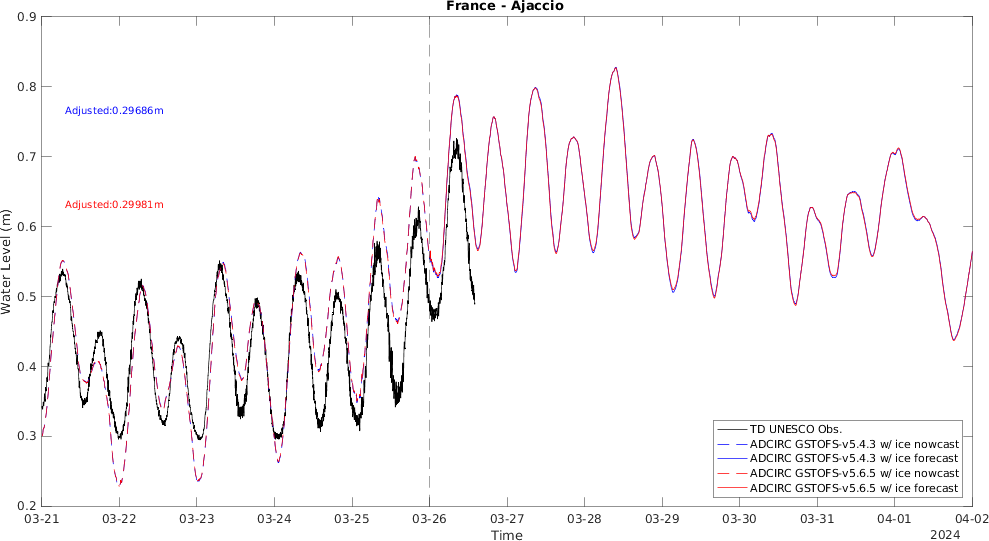 France - Ajaccio
0.9
0.8
0.7
0.6
0.5
0.4
0.3
0.2
Water Level (m)
Adjusted:0.29686m
Adjusted:0.29981m
TD UNESCO Obs.
ADCIRC GSTOFS-v5.4.3 w/ ice nowcast
ADCIRC GSTOFS-v5.4.3 w/ ice forecast
ADCIRC GSTOFS-v5.6.5 w/ ice nowcast
ADCIRC GSTOFS-v5.6.5 w/ ice forecast
03-21 03-22 03-23 03-24 03-25 03-26 03-27 03-28 03-29 03-30 03-31 04-01 04-02
Time
2024